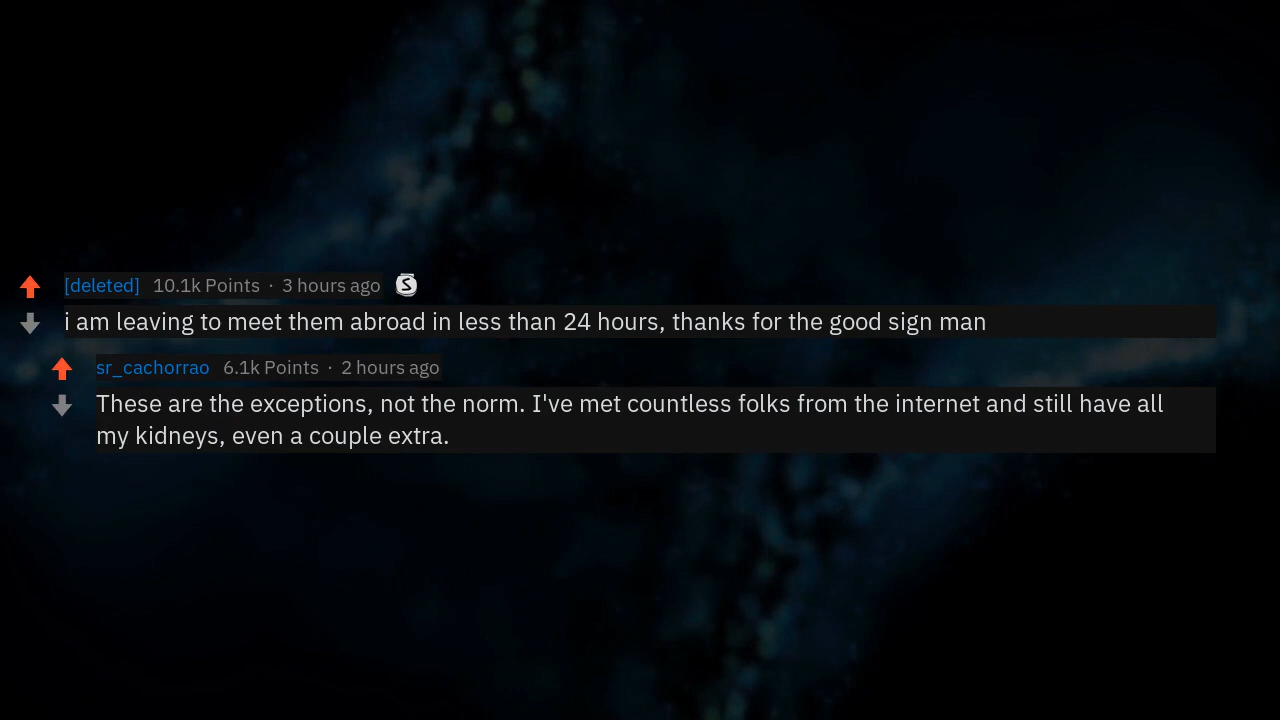 [deleted] 10.1k Points · 3 hours ago S
i am leaving to meet them abroad in less than 24 hours, thanks for the good sign man
sr_cachorrao 6.1k Points · 2 hours ago
These are the exceptions, not the norm. I've met countless folks from the internet and still have all
my kidneys, even a couple extra.